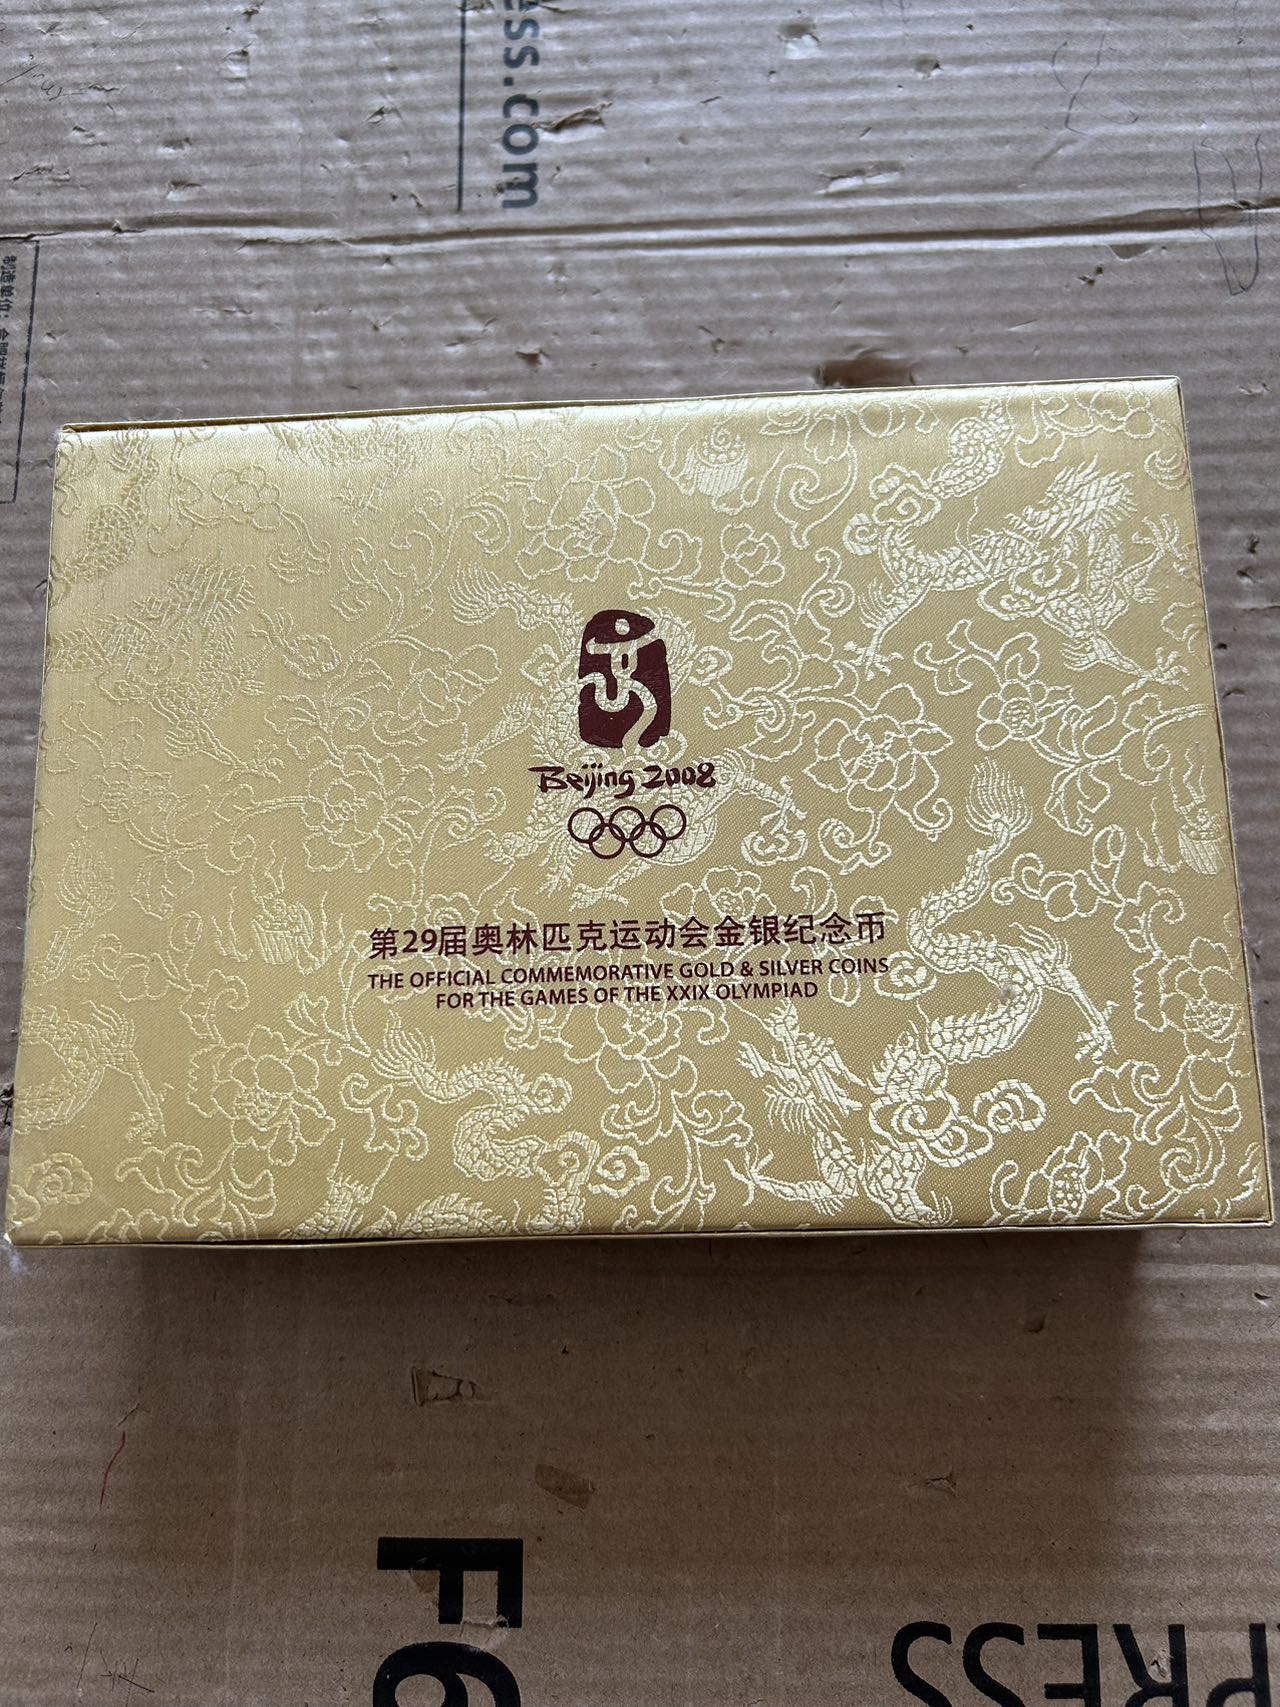 ess.com
Beijing 2008
第29届奥林匹克运动会金银纪念币
THE OFFICIAL COMMEMORATIVE GOLD & SILVER COINS
FOR THE GAMES OF THE XXIX OLYMPIAD
F6
PRESS